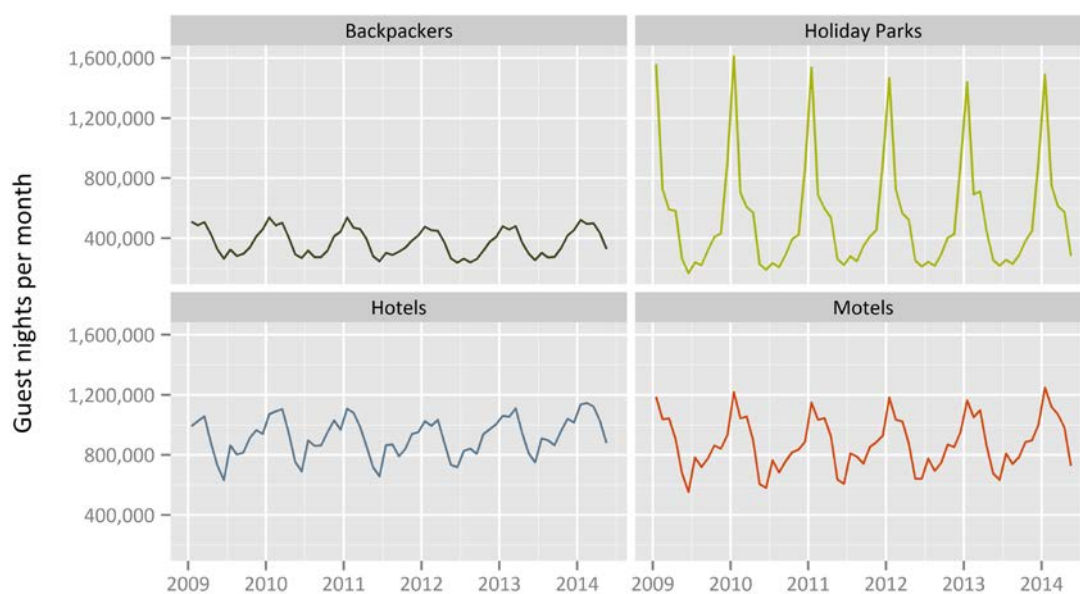 Guest nights per month
Backpackers
Holiday Parks
1,600,000
1,200,000
800,000
400,000
Hotels
Motels
1,600,000
1,200,000
800,000
400,000
2009 2010 2011 2012 2013 2014
2009 2010 2011 2012 2013 2014